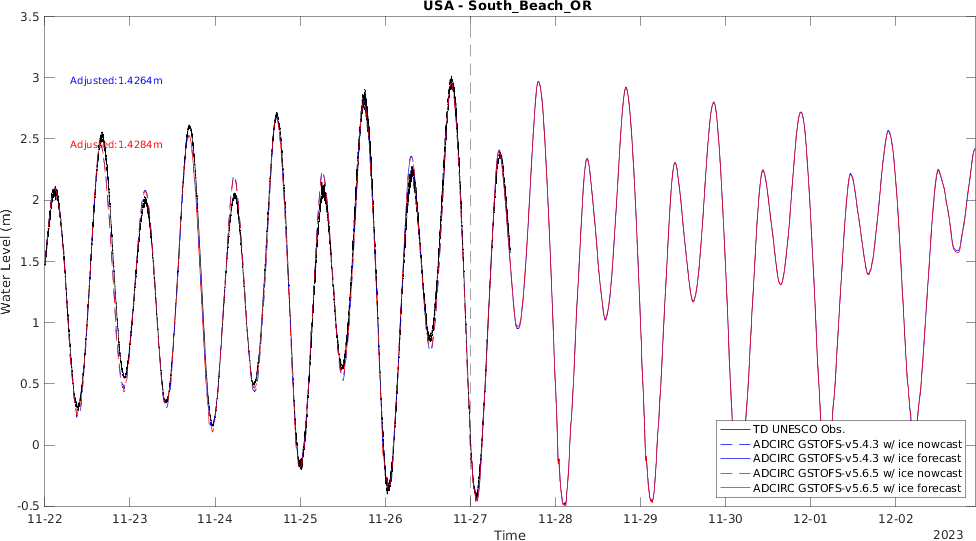 USA - South_Beach_OR
3.5
3
2.5
2
1.5
1
0.5
0
-0.5
Water Level (m)
Adjusted:1.4264m
Adjusted:1.4284m
TD UNESCO Obs.
ADCIRC GSTOFS-v5.4.3 w/ ice nowcast
ADCIRC GSTOFS-v5.4.3 w/ ice forecast
ADCIRC GSTOFS-v5.6.5 w/ ice nowcast
ADCIRC GSTOFS-v5.6.5 w/ ice forecast
11-22 11-23 11-24 11-25 11-26 11-27 11-28 11-29 11-30 12-01 12-02
Time
2023